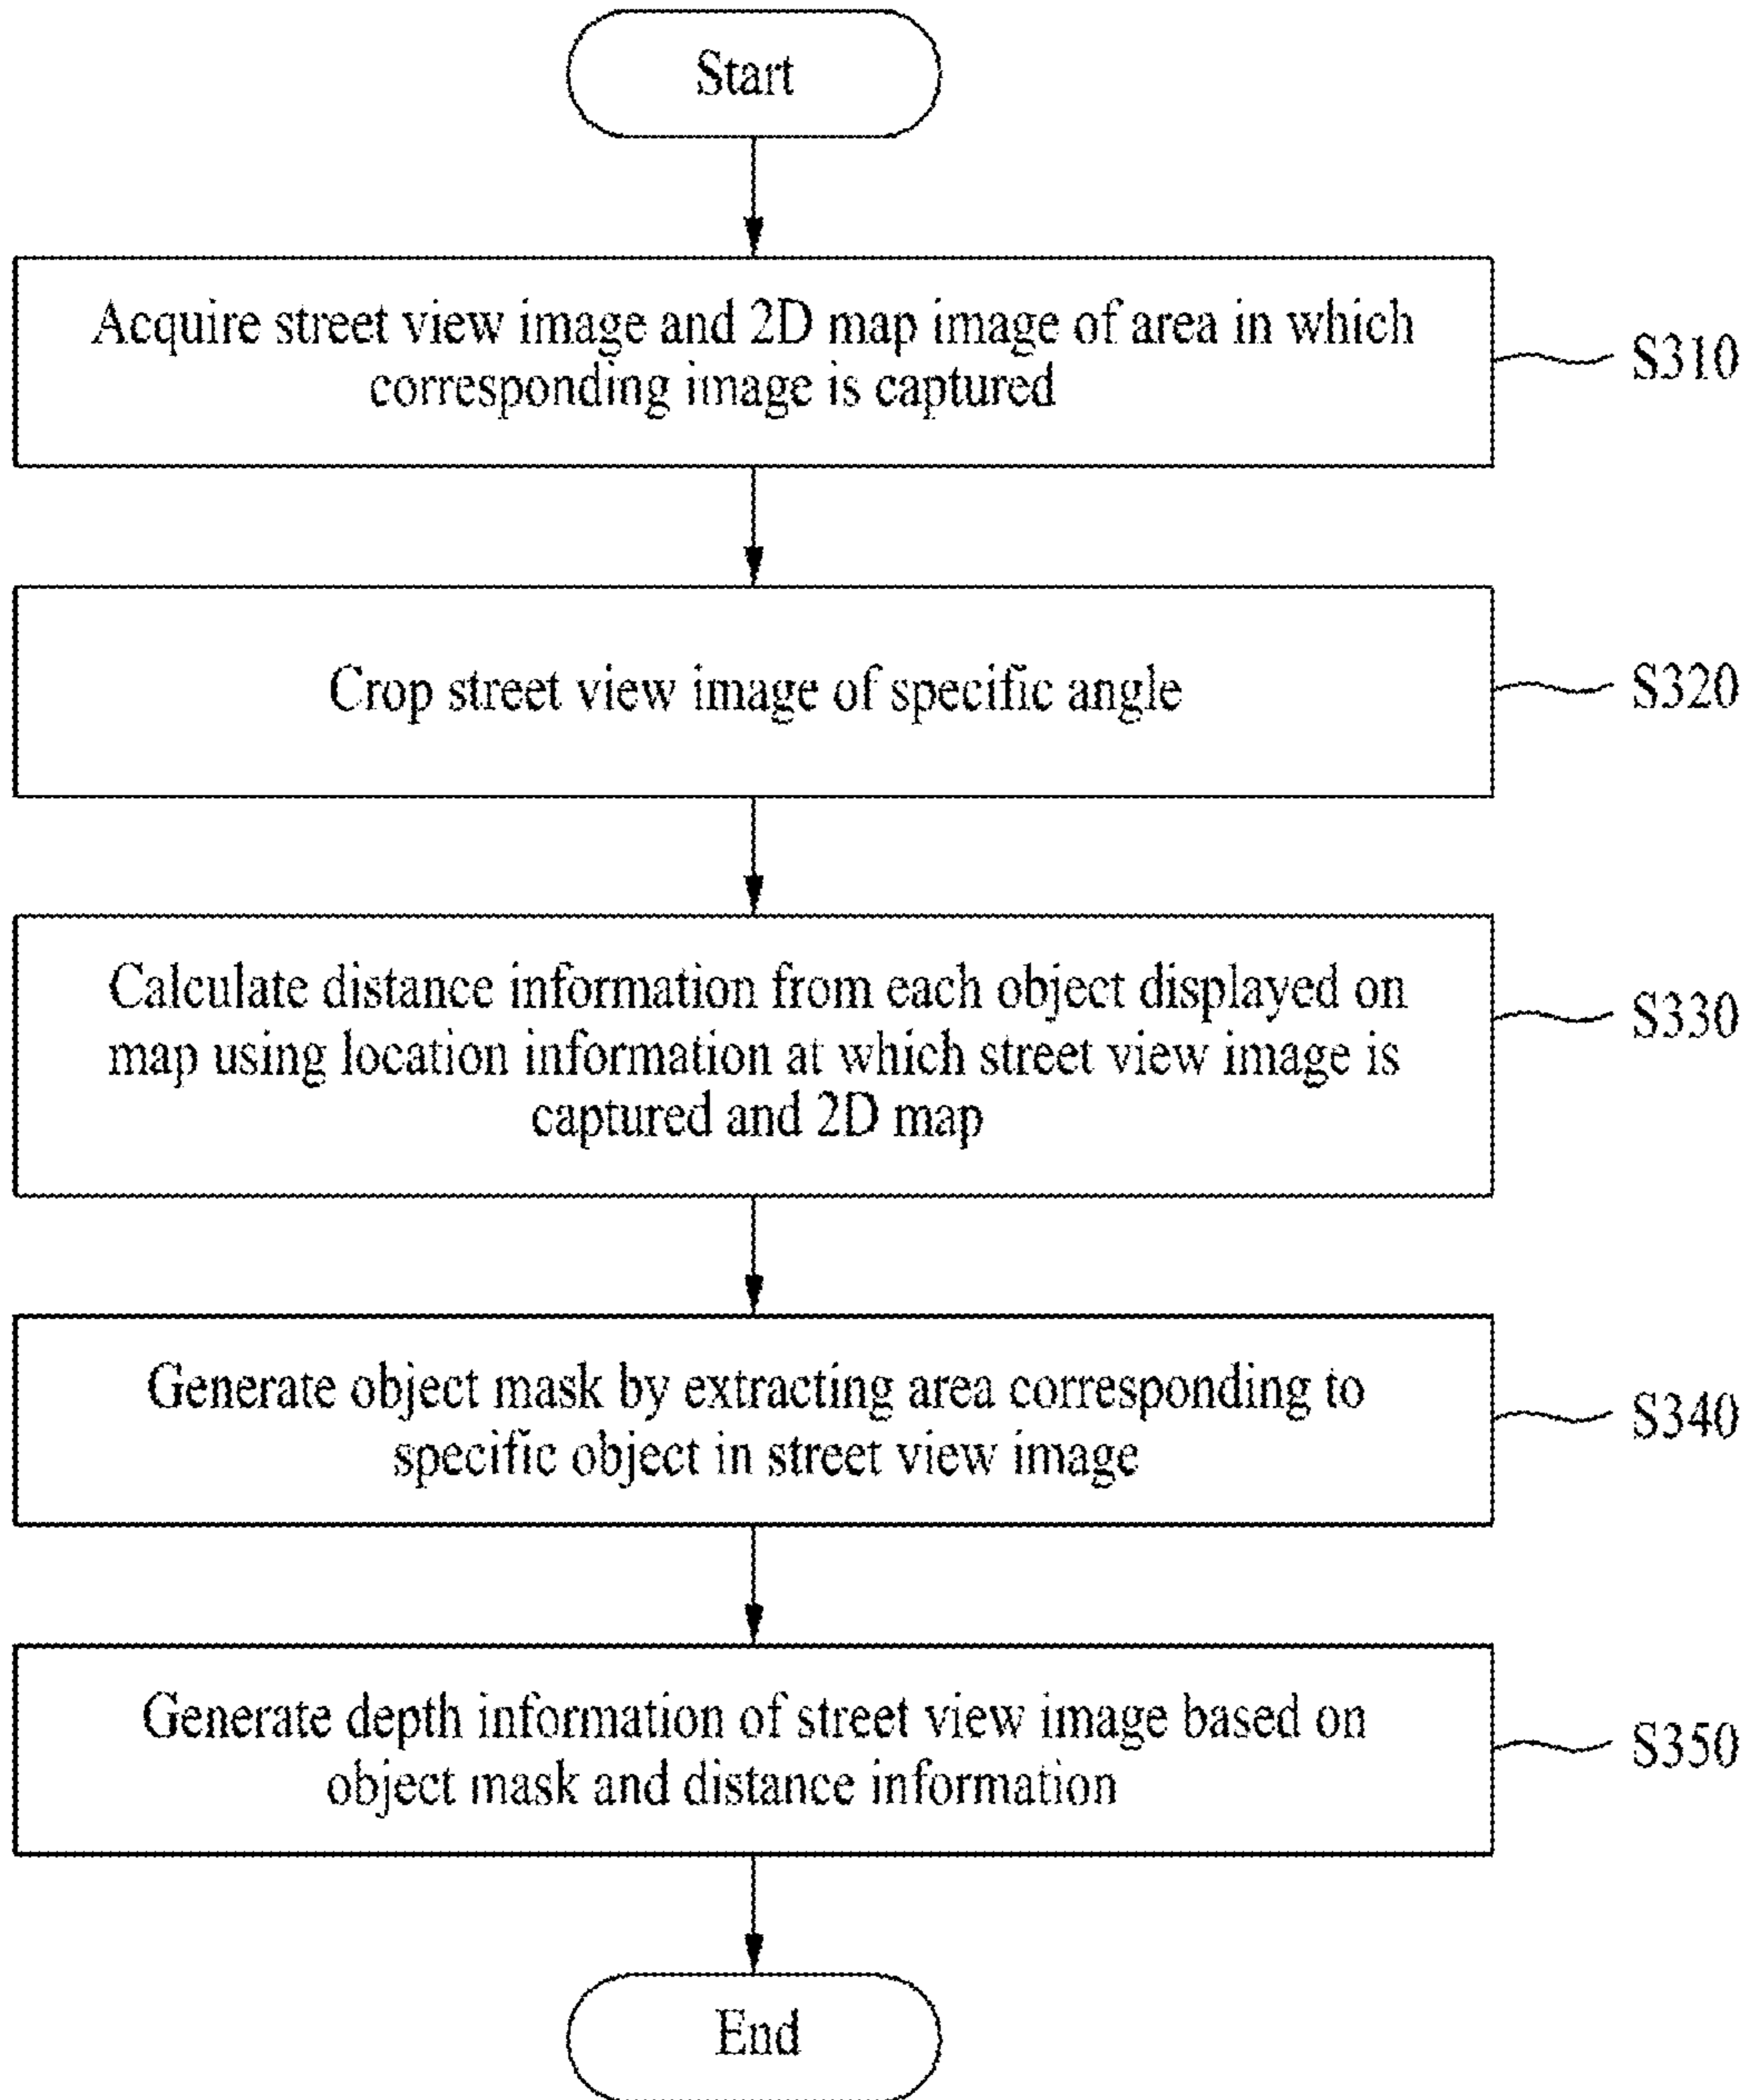 Start
Acquire street view image and 2D map image of area in which
corresponding image is captured
S310
Crop street view image of specific angle
S320
Calculate distance information from each object displayed on
map using location information at which street view image is
captured and 2D map
S330
Generate object mask by extracting area corresponding to
specific object in street view image
S340
Generate depth information of street view image based on
object mask and distance information
S350
End